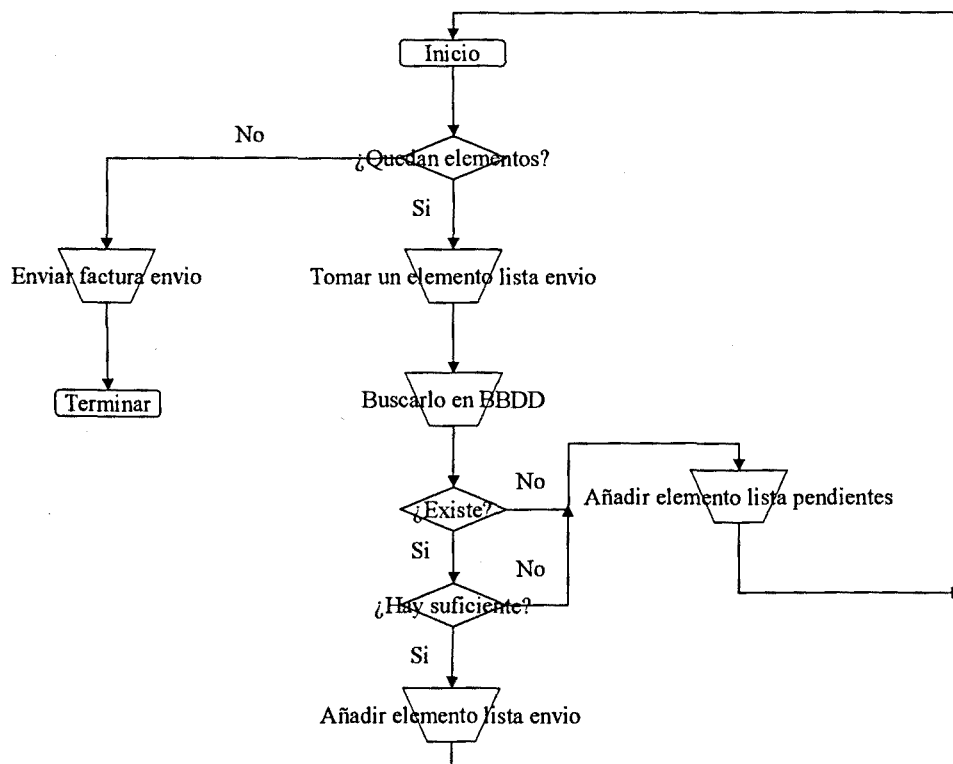 Inicio
No
¿Quedan elementos?
Si
Enviar factura envio
Tomar un elemento lista envio
Terminar
Buscarlo en BBDD
No
Añadir elemento lista pendientes
¿Existe?
Si
No
¿Hay suficiente?
Si
Añadir elemento lista envio